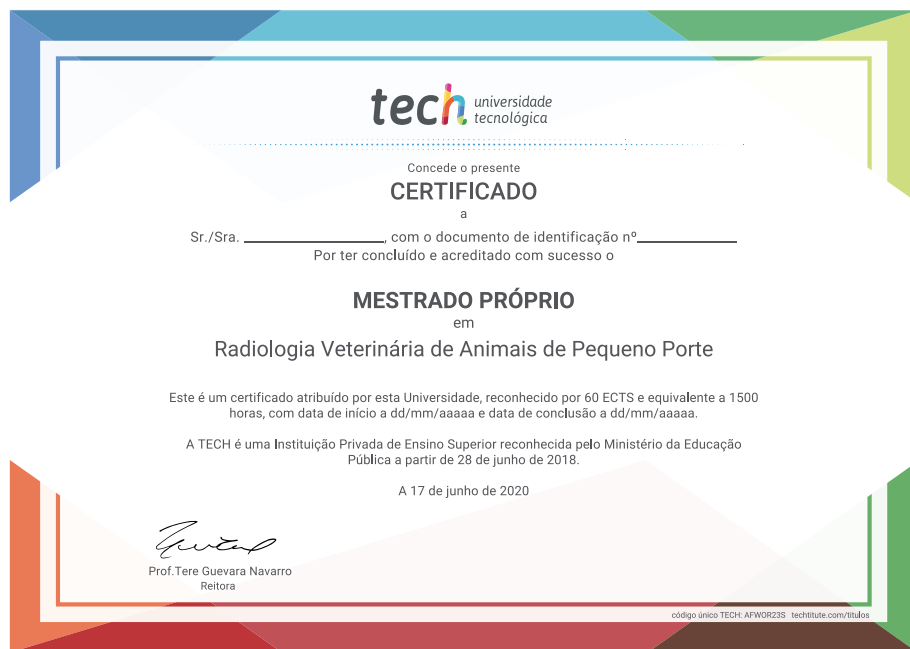 tech universidade
tecnológica
Concede o presente
CERTIFICADO
a
Sr./Sra. ________________, com o documento de identificação nº____________
Por ter concluído e acreditado com sucesso o
MESTRADO PRÓPRIO
em
Radiologia Veterinária de Animais de Pequeno Porte
Este é um certificado atribuído por esta Universidade, reconhecido por 60 ECTS e equivalente a 1500
horas, com data de início a dd/mm/aaaaa e data de conclusão a dd/mm/aaaaa.
A TECH é uma Instituição Privada de Ensino Superior reconhecida pelo Ministério da Educação
Pública a partir de 28 de junho de 2018.
A 17 de junho de 2020
Prof.Tere Guevara Navarro
Reitora
código único TECH: AFWOR23S techtitute.com/titulos